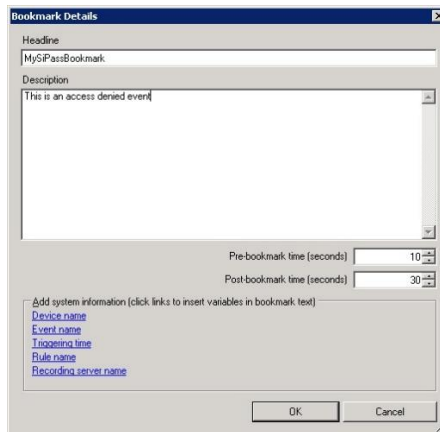 Bookmark Details
Headline
MySiPassBookmark
Description
This is an access denied event
Pre-bookmark time (seconds) 10
Post-bookmark time (seconds) 30
Add system information (click links to insert variables in bookmark text)
Device name
Event name
Triggering time
Rule name
Recording server name
OK Cancel